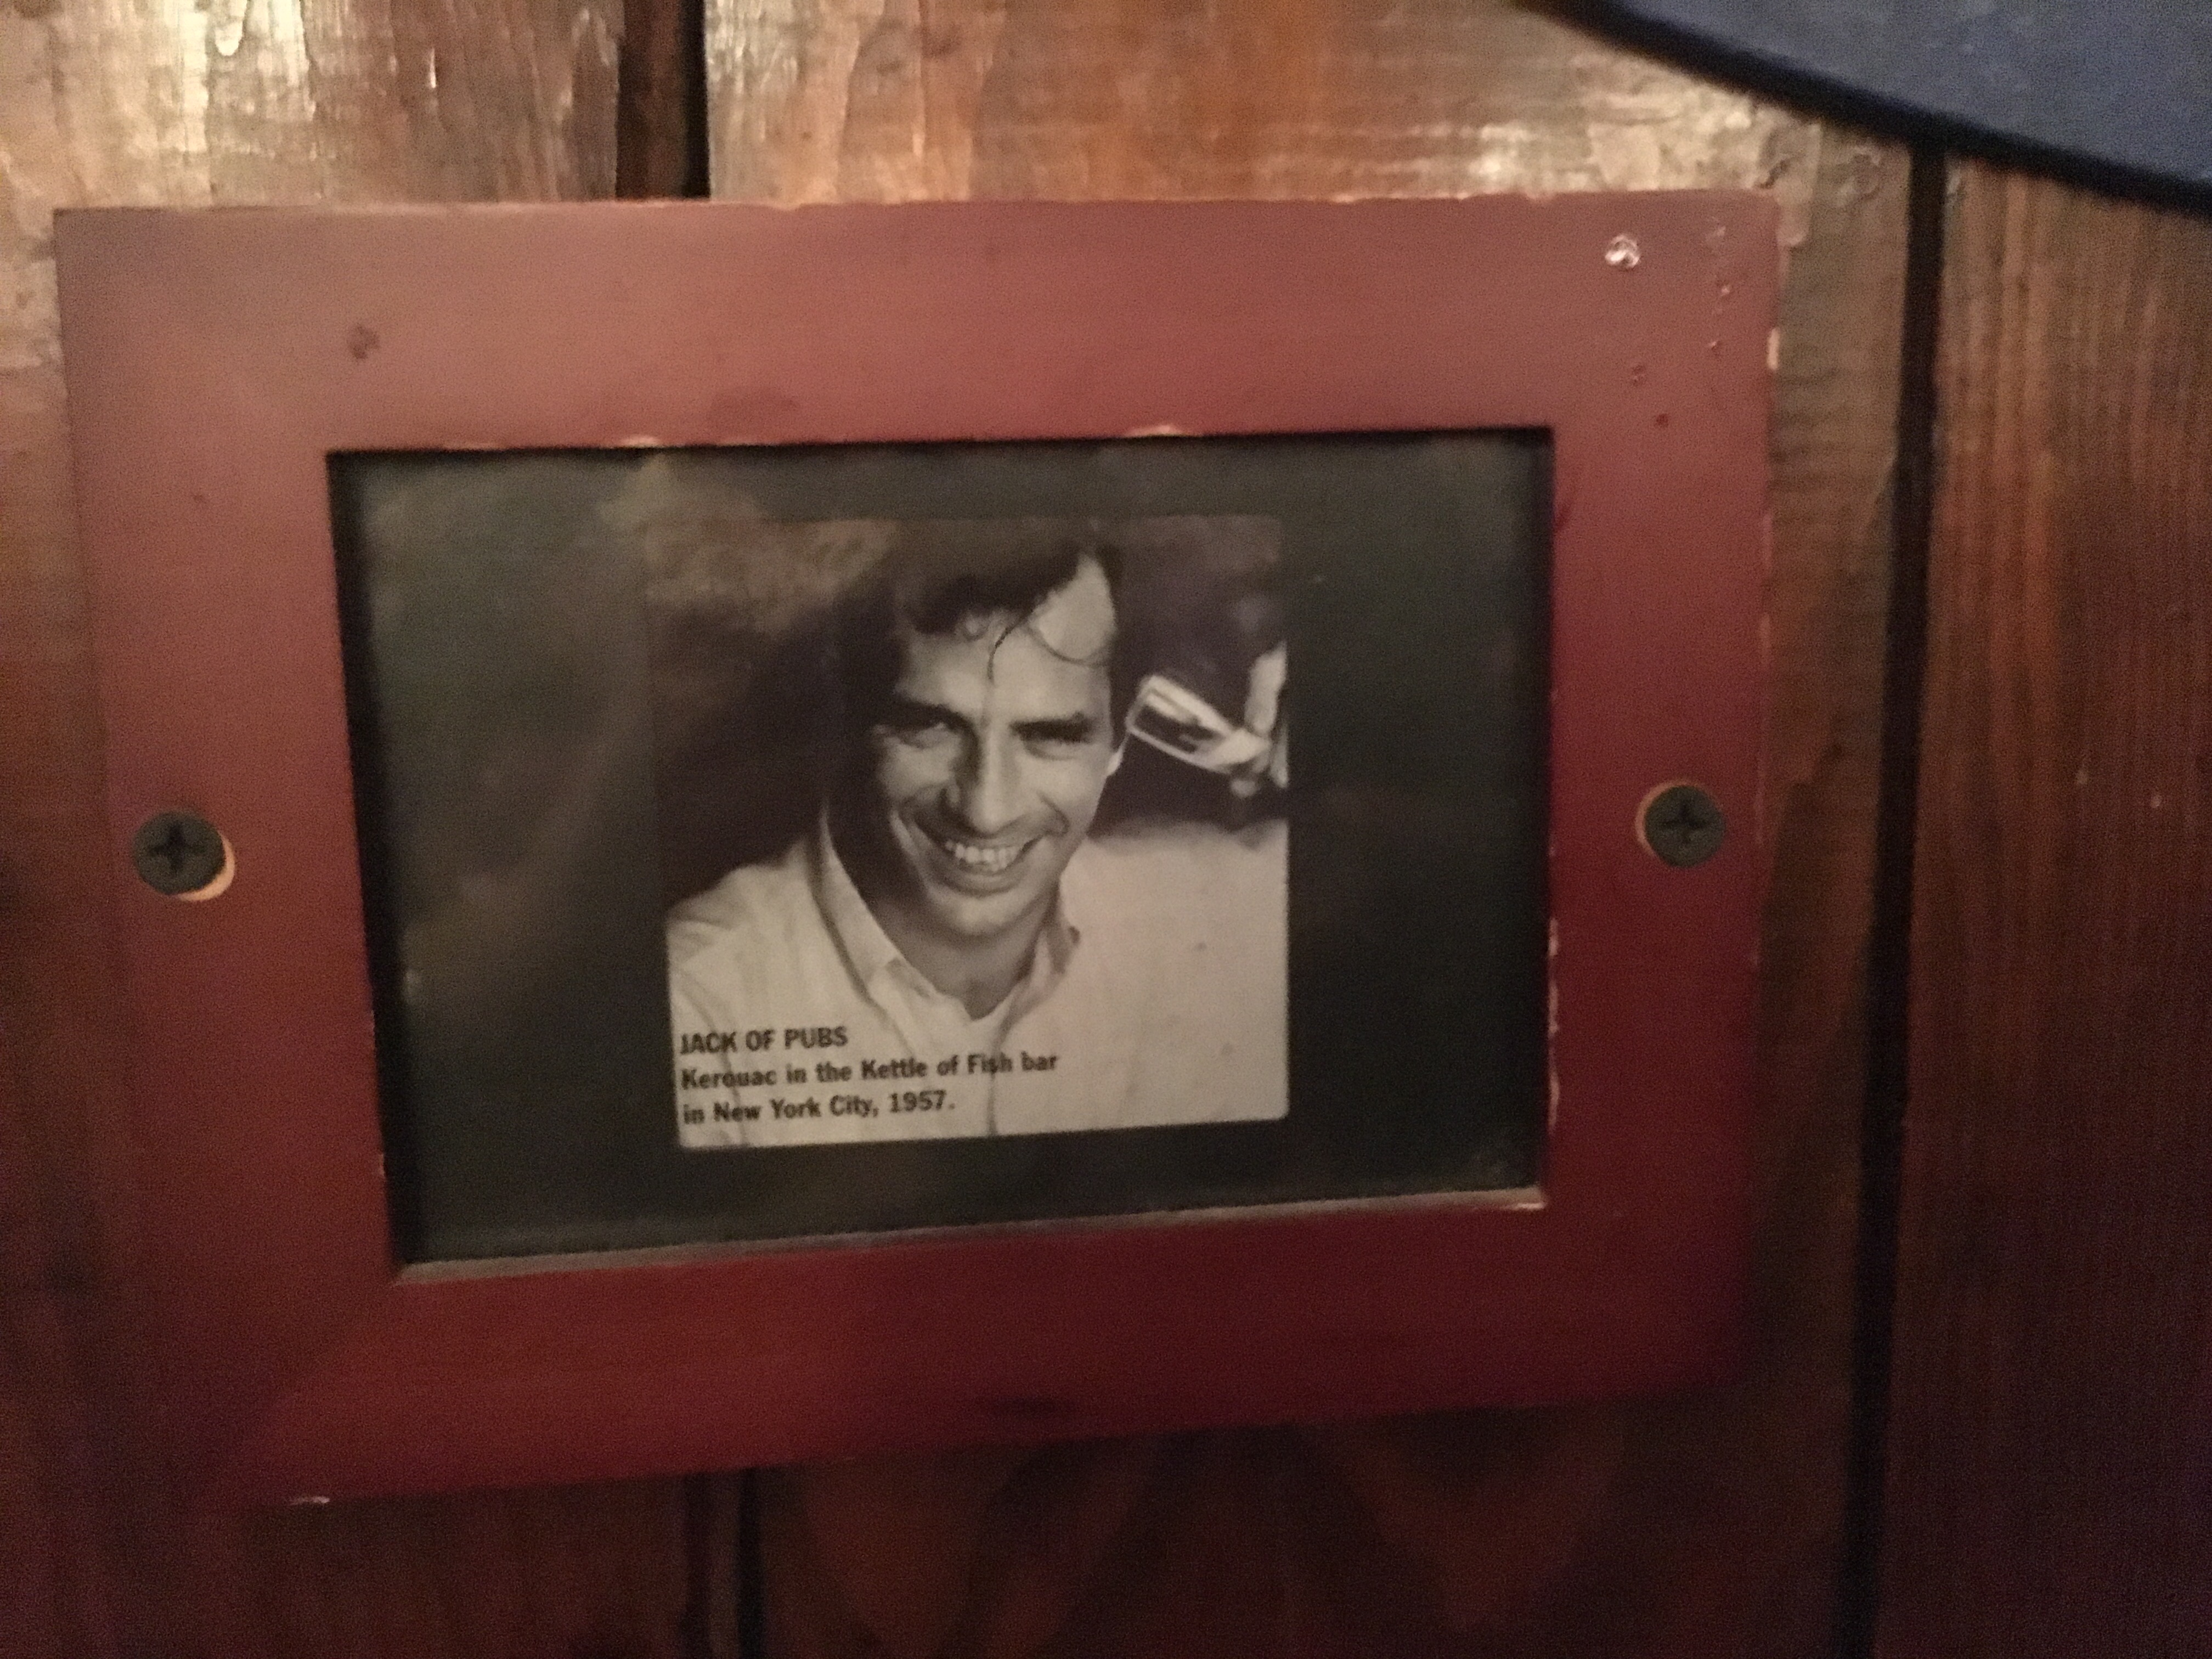 JACK OF PUBS
Kerouac in the Kettle of Fish bar
in New York City, 1957.